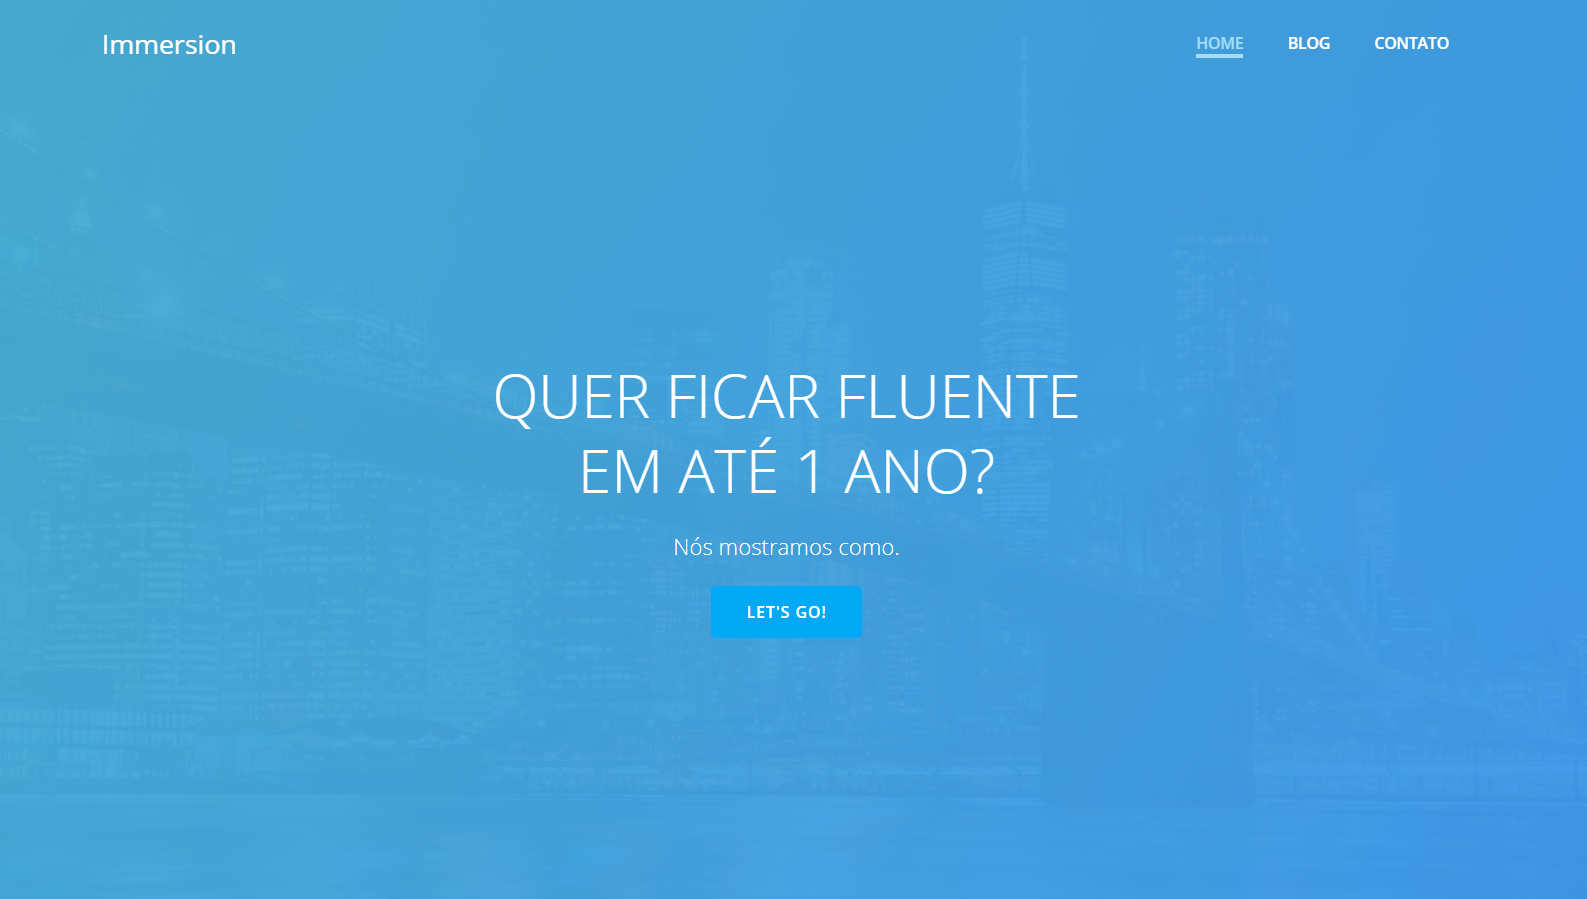 Immersion
HOME
BLOG
CONTATO
QUER FICAR FLUENTE
EM ATÉ 1 ANO?
Nós mostramos como.
LET'S GO!